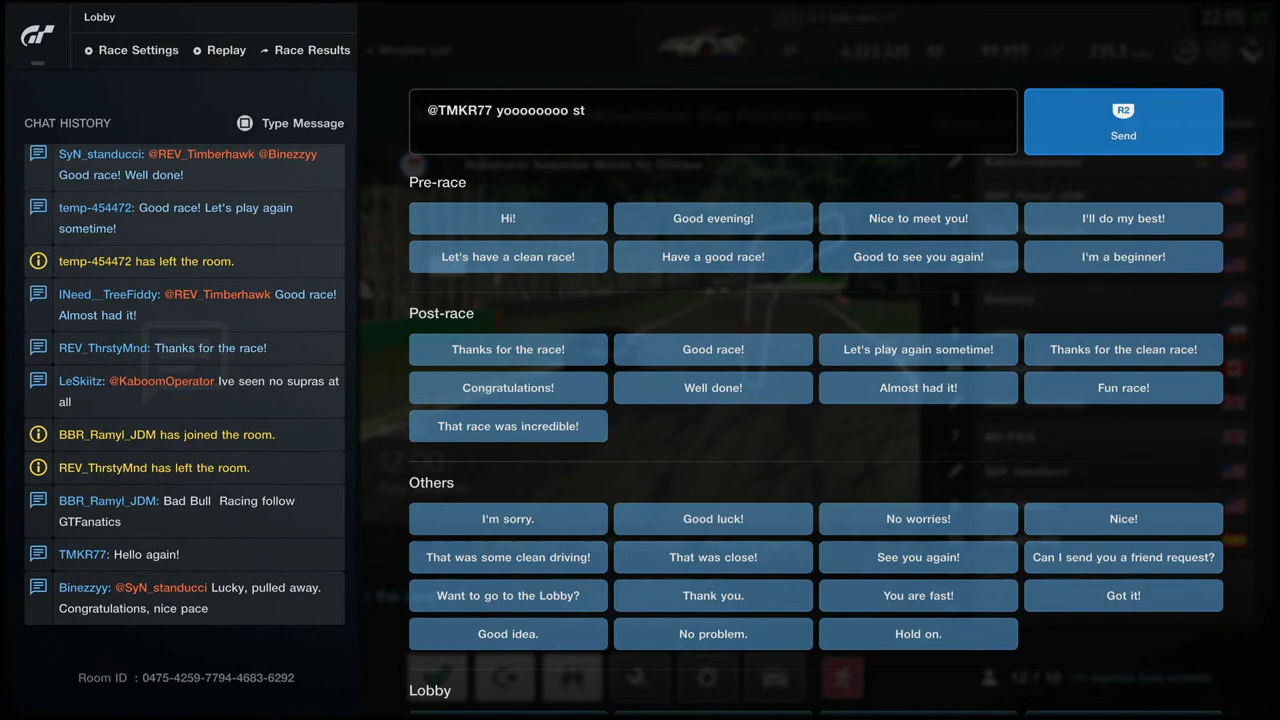 Lobby
Race Settings Replay Race Results
22:05
CHAT HISTORY Type Message
SyN_standucci: @REV_Timberhawk @Binezzyy
Good race! Well done!
temp-454472: Good race! Let's play again
sometime!
temp-454472 has left the room.
INeed__TreeFiddy: @REV_Timberhawk Good race!
Almost had it!
REV_ThrstyMnd: Thanks for the race!
LeSkiitz: @KaboomOperator Ive seen no supras at
all
BBR_Ramyl_JDM has joined the room.
REV_ThrstyMnd has left the room.
BBR_Ramyl_JDM: Bad Bull  Racing follow
GTFanatics
TMKR77: Hello again!
Binezzyy: @SyN_standucci Lucky, pulled away.
Congratulations, nice pace
Room ID : 0475-4259-7794-4683-6292
@TMKR77 yoooooooo st
R2
Send
Pre-race
Hi! Good evening! Nice to meet you! I'll do my best!
Let's have a clean race! Have a good race! Good to see you again! I'm a beginner!
Post-race
Thanks for the race! Good race! Let's play again sometime! Thanks for the clean race!
Congratulations! Well done! Almost had it! Fun race!
That race was incredible!
Others
I'm sorry. Good luck! No worries! Nice!
That was some clean driving! That was close! See you again! Can I send you a friend request?
Want to go to the Lobby? Thank you. You are fast! Got it!
Good idea. No problem. Hold on.
12 / 16
Lobby